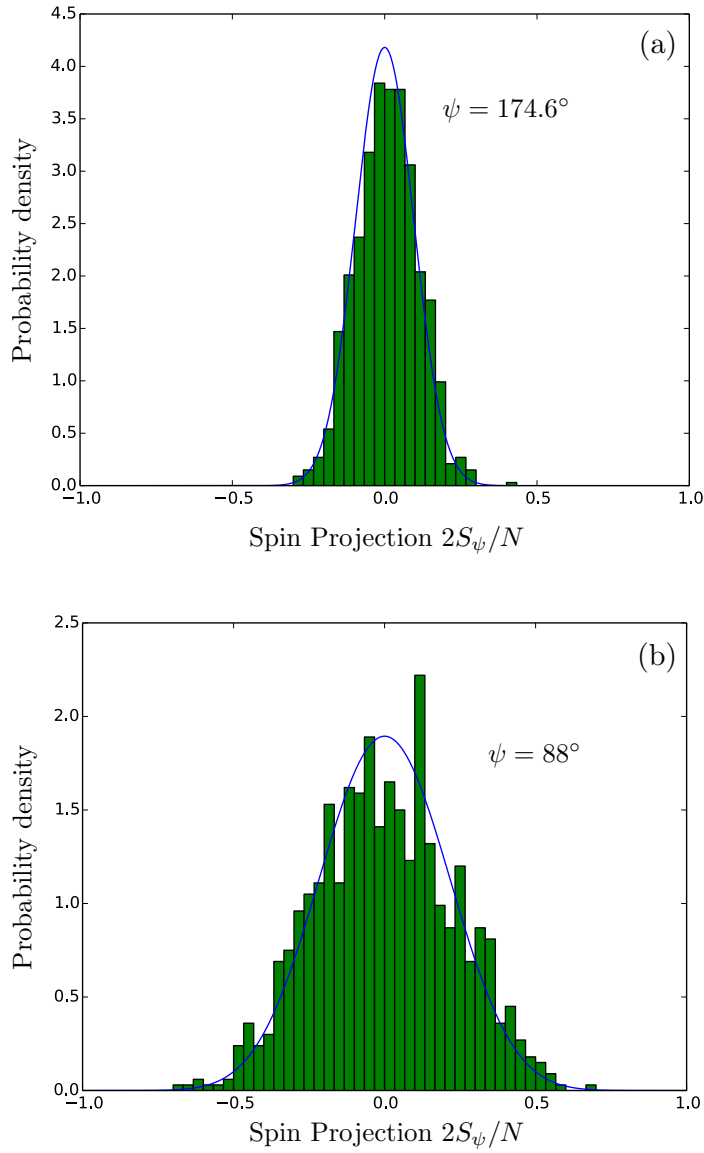 (a)
ψ = 174.6°
Probability density
4.5
4.0
3.5
3.0
2.5
2.0
1.5
1.0
0.5
0.0
−1.0 −0.5 0.0 0.5 1.0
Spin Projection 2S_ψ/N
(b)
ψ = 88°
Probability density
2.5
2.0
1.5
1.0
0.5
0.0
−1.0 −0.5 0.0 0.5 1.0
Spin Projection 2S_ψ/N